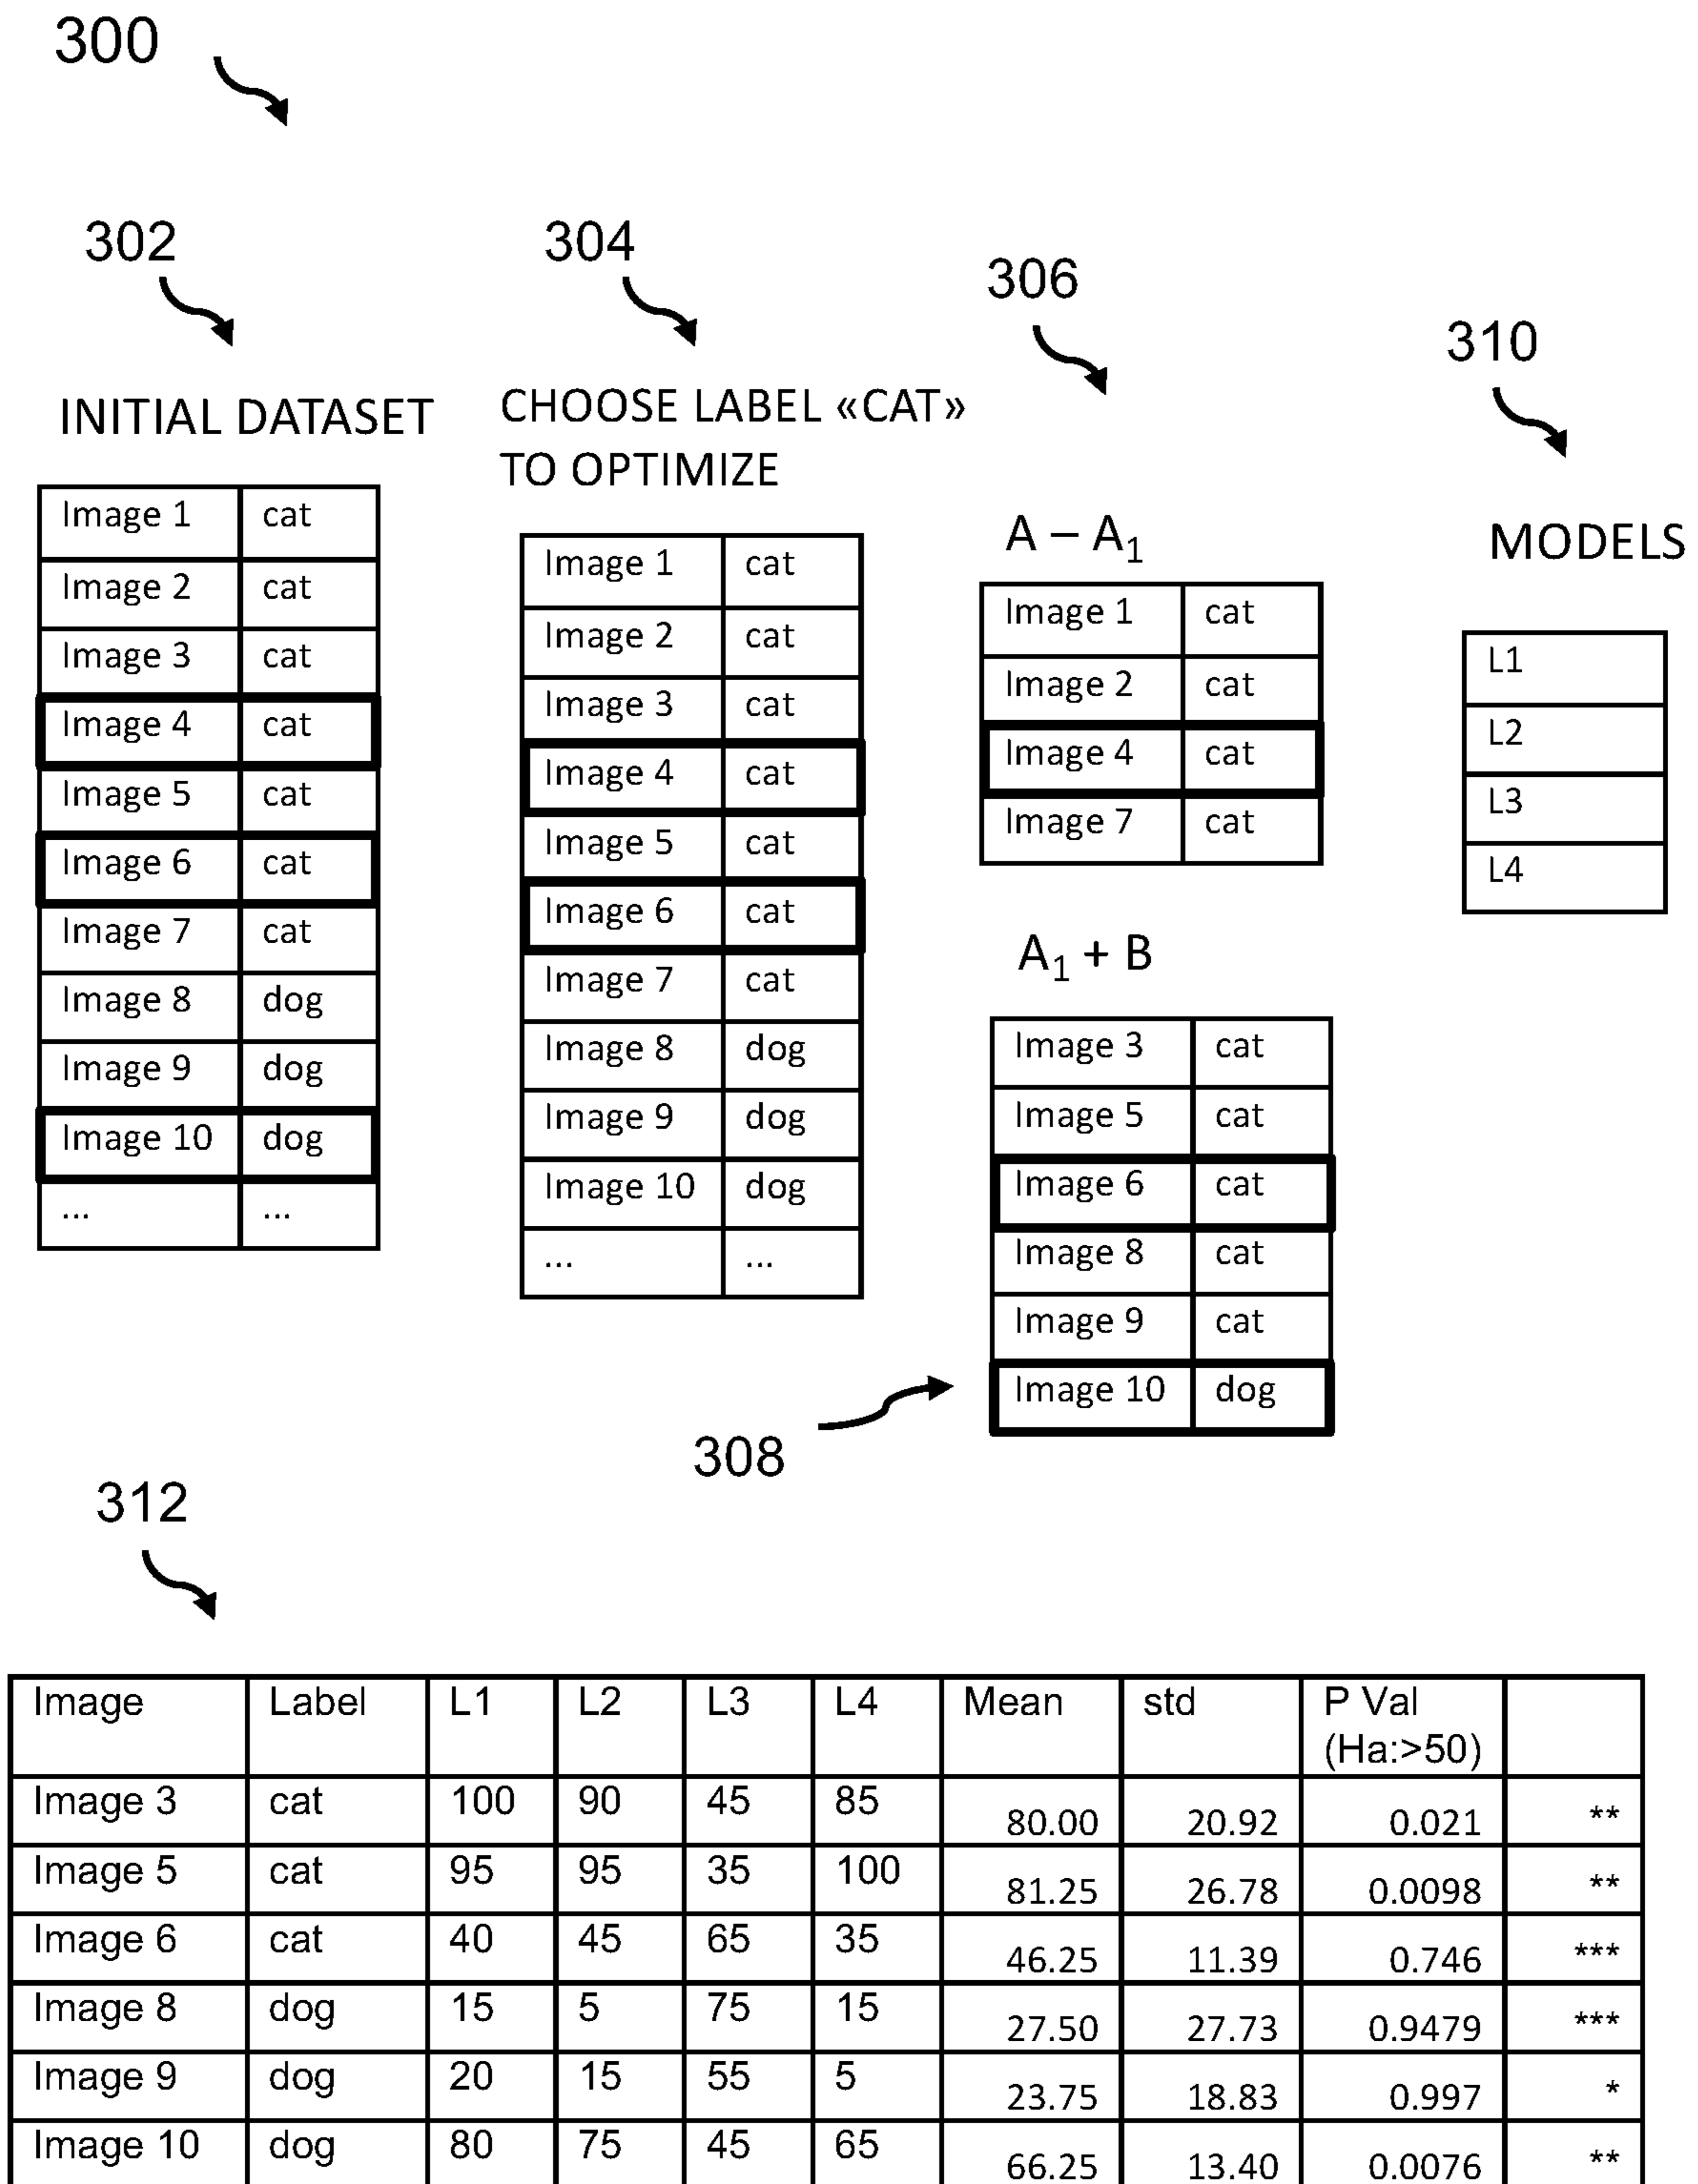 300
302
INITIAL DATASET
Image 1 cat
Image 2 cat
Image 3 cat
Image 4 cat
Image 5 cat
Image 6 cat
Image 7 cat
Image 8 dog
Image 9 dog
Image 10 dog
... ...
304
CHOOSE LABEL «CAT»
TO OPTIMIZE
Image 1 cat
Image 2 cat
Image 3 cat
Image 4 cat
Image 5 cat
Image 6 cat
Image 7 cat
Image 8 dog
Image 9 dog
Image 10 dog
... ...
306
A – A₁
Image 1 cat
Image 2 cat
Image 4 cat
Image 7 cat
A₁ + B
Image 3 cat
Image 5 cat
Image 6 cat
Image 8 cat
Image 9 cat
Image 10 dog
308
310
MODELS
L1
L2
L3
L4
312
Image Label L1 L2 L3 L4 Mean std P Val
(Ha:>50)
Image 3 cat 100 90 45 85 80.00 20.92 0.021 **
Image 5 cat 95 95 35 100 81.25 26.78 0.0098 **
Image 6 cat 40 45 65 35 46.25 11.39 0.746 ***
Image 8 dog 15 5 75 15 27.50 27.73 0.9479 ***
Image 9 dog 20 15 55 5 23.75 18.83 0.997 *
Image 10 dog 80 75 45 65 66.25 13.40 0.0076 **